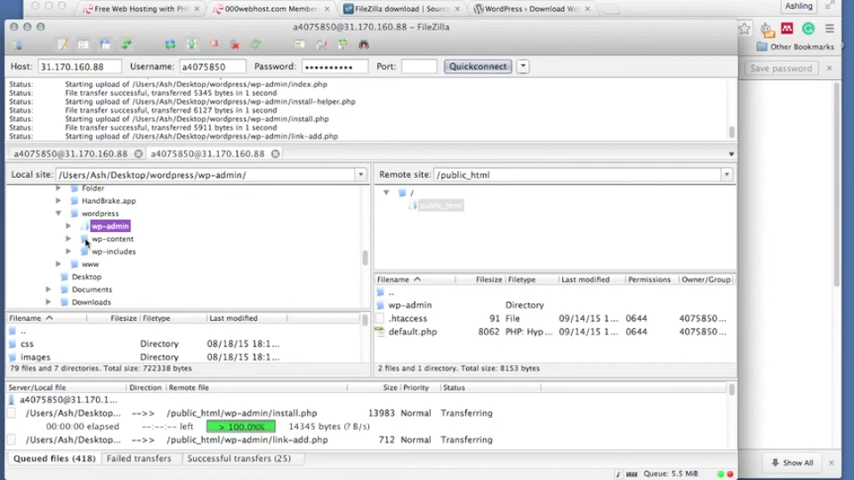 Free Web Hosting with PH
000webhost.com Member
FileZilla download | Source
WordPress › Download Wo
Ashling
a4075850@31.170.160.88 - FileZilla
Other Bookmarks
Host: 31.170.160.88 Username: a4075850 Password: •••••••••• Port: Quickconnect
Save password
Status: Starting upload of /Users/Ash/Desktop/wordpress/wp-admin/index.php
Status: File transfer successful, transferred 5345 bytes in 1 second
Status: Starting upload of /Users/Ash/Desktop/wordpress/wp-admin/install-helper.php
Status: File transfer successful, transferred 6127 bytes in 1 second
Status: Starting upload of /Users/Ash/Desktop/wordpress/wp-admin/install.php
Status: File transfer successful, transferred 5911 bytes in 1 second
Status: Starting upload of /Users/Ash/Desktop/wordpress/wp-admin/link-add.php
a4075850@31.170.160.88 a4075850@31.170.160.88
Local site: /Users/Ash/Desktop/wordpress/wp-admin/
Folder
HandBrake.app
wordpress
wp-admin
wp-content
wp-includes
www
Desktop
Documents
Downloads
Remote site: /public_html
/
public_html
Filename Filesize Filetype Last modified
..
css Directory 08/18/15 18:1...
images Directory 08/18/15 18:1...
79 files and 7 directories. Total size: 722338 bytes
Filename Filesize Filetype Last modified Permissions Owner/Group
..
wp-admin Directory
.htaccess 91 File 09/14/15 1... 0644 4075850...
default.php 8062 PHP: Hyp... 09/14/15 1... 0644 4075850...
2 files and 1 directory. Total size: 8153 bytes
Server/Local file Direction Remote file Size Priority Status
a4075850@31.170.1...
/Users/Ash/Desktop... -->> /public_html/wp-admin/install.php 13983 Normal Transferring
00:00:00 elapsed --:--:-- left > 100.0%% 14345 bytes (? B/s)
/Users/Ash/Desktop... -->> /public_html/wp-admin/link-add.php 712 Normal Transferring
Queued files (418) Failed transfers Successful transfers (25)
Show All
Queue: 5.5 MiB